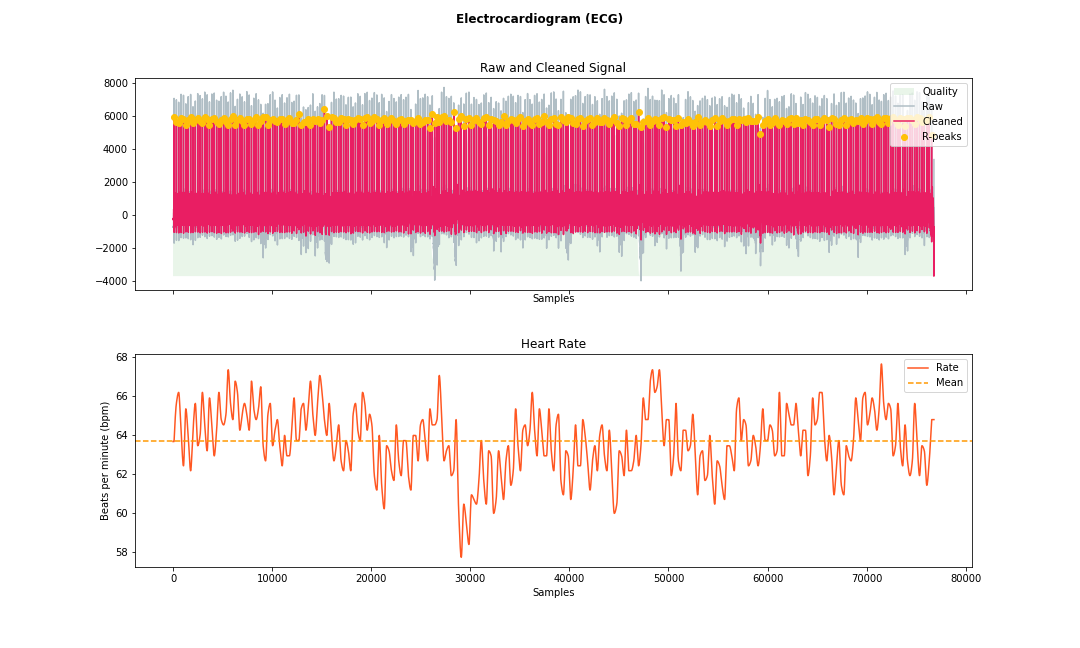 Electrocardiogram (ECG)
Raw and Cleaned Signal
8000
6000
4000
2000
0
−2000
−4000
Quality
Raw
Cleaned
R-peaks
Samples
Heart Rate
68
66
64
62
60
58
Beats per minute (bpm)
Rate
Mean
0 10000 20000 30000 40000 50000 60000 70000 80000
Samples